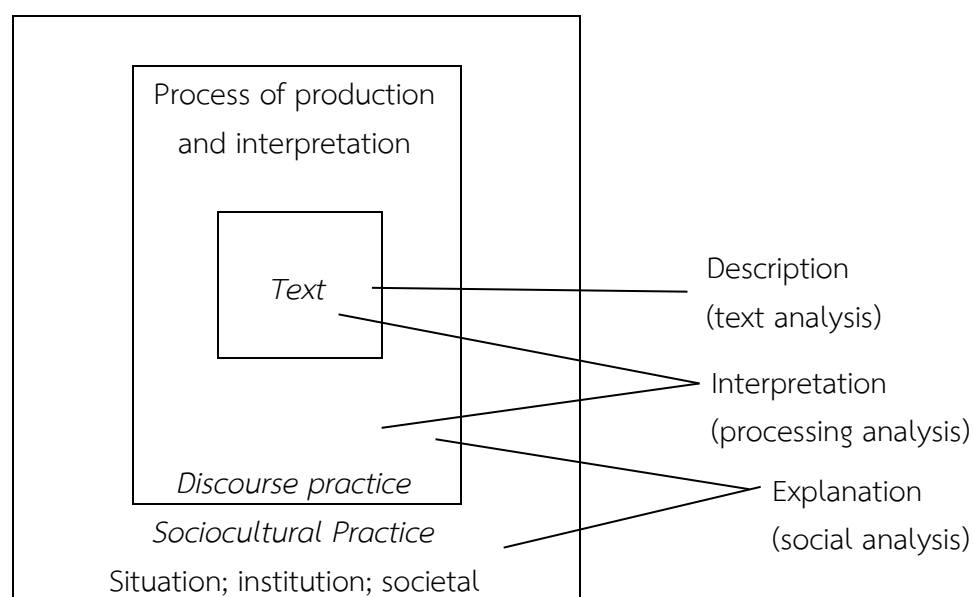 Process of production
and interpretation
Text
Description
(text analysis)
Interpretation
(processing analysis)
Discourse practice
Explanation
Sociocultural Practice
(social analysis)
Situation; institution; societal